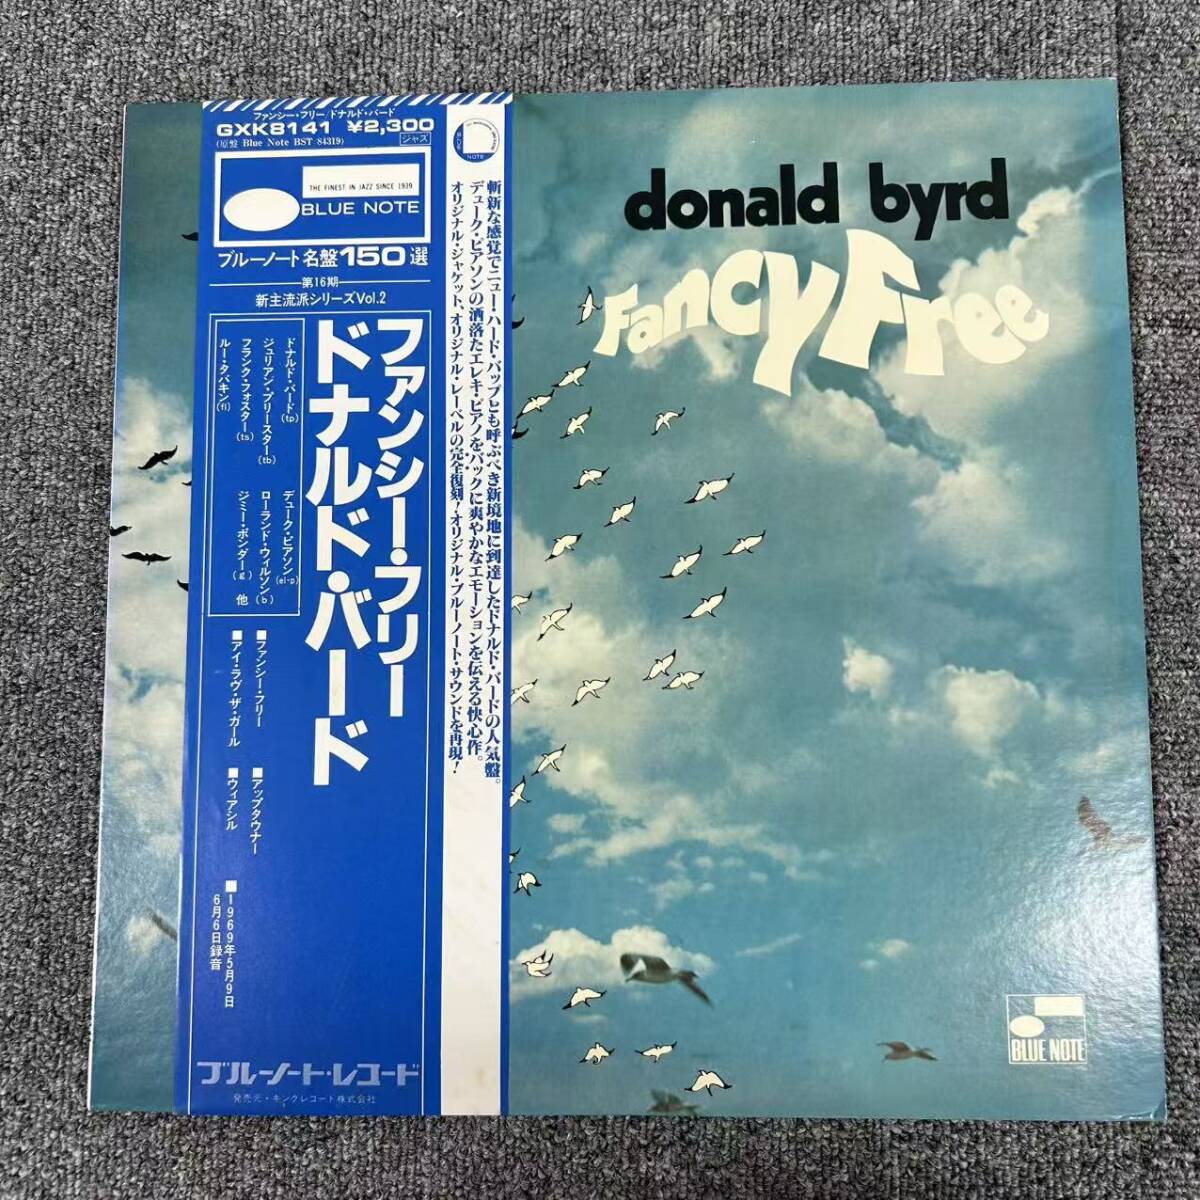 ファンシー・フリー/ドナルド・バード
GXK8141 ¥2,300
(原盤 Blue Note BST 84319)
ジャズ
THE FINEST IN JAZZ SINCE 1939
BLUE NOTE
ブルーノート名盤150選
第16期
新主流派シリーズVol.2
ファンシー・フリー
ドナルド・バード
ドナルド・バード(tp)
ジュリアン・プリースター(tb)
フランク・フォスター(ts)
ルー・タバキン(fl)
デューク・ピアソン(el-p)
ローランド・ウィルソン(b)
ジミー・ポンダー(g) 他
■ファンシー・フリー
■アイ・ラヴ・ザ・ガール
■アップタウナー
■ウィアシル
■1969年5月9日
6月6日録音
ブルーノート・レコード
発売元・キングレコード株式会社
BLUE
NOTE
斬新な感覚でニュー・ハード・バップとも呼ぶべき新境地に到達したドナルド・バードの人気盤。
デューク・ピアソンの洒落たエレキ・ピアノをバックに爽やかなエモーションを伝える快心作。
オリジナル・ジャケット、オリジナル・レーベルの完全復刻!オリジナル・ブルーノート・サウンドを再現!
donald byrd
Fancy Free
BLUE NOTE